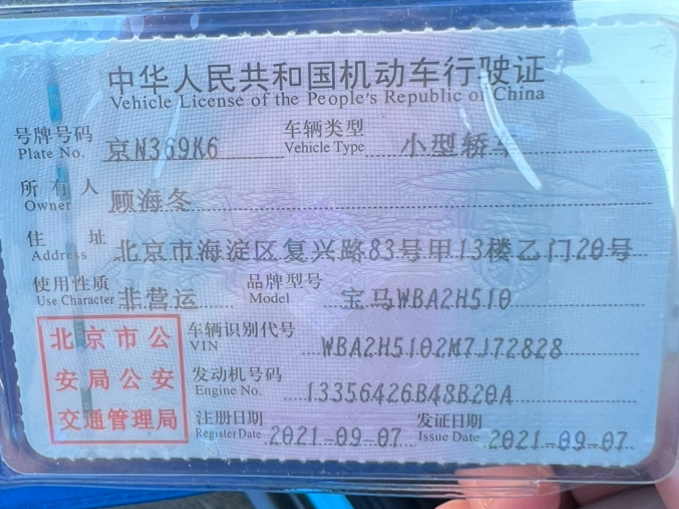 中华人民共和国机动车行驶证
Vehicle License of the People's Republic of China
号牌号码 京N369K6 车辆类型 小型轿车
Plate No. Vehicle Type
所有人 顾海冬
Owner
住址 北京市海淀区复兴路83号甲13楼乙门20号
Address
使用性质 非营运 品牌型号 宝马WBA2H510
Use Character Model
北京市公安局公安交通管理局
车辆识别代号 WBA2H5102M7J72828
VIN
发动机号码 13356426B48B20A
Engine No.
注册日期 2021-09-07 发证日期 2021-09-07
Register Date Issue Date